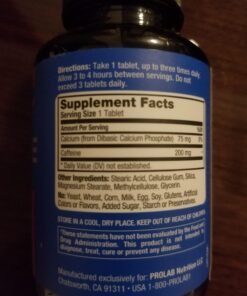 Directions: Take 1 tablet, up to three times daily.
Allow 3 to 4 hours between servings. Do not
exceed 3 tablets daily.
Supplement Facts
Serving Size 1 Tablet
Amount Per Serving
Calcium (from Dibasic Calcium Phosphate) 75 mg
Caffeine 200 mg
* Daily Value (DV) not established.
Other Ingredients: Stearic Acid, Cellulose Gum, Silica,
Magnesium Stearate, Methylcellulose, Glycerin.
No: Yeast, Wheat, Corn, Milk, Egg, Soy, Glutens, Artificial
Colors or Flavors, Added Sugar, Starch or Preservatives.
STORE IN A COOL, DRY PLACE. KEEP OUT OF REACH OF CHILDREN.
*These statements have not been evaluated by the Food and
Drug Administration. This product is not intended to
diagnose, treat, cure or prevent any disease.
Manufactured exclusively for: PROLAB Nutrition
Chatsworth, CA 91311 • USA 1-800-PROLAB1